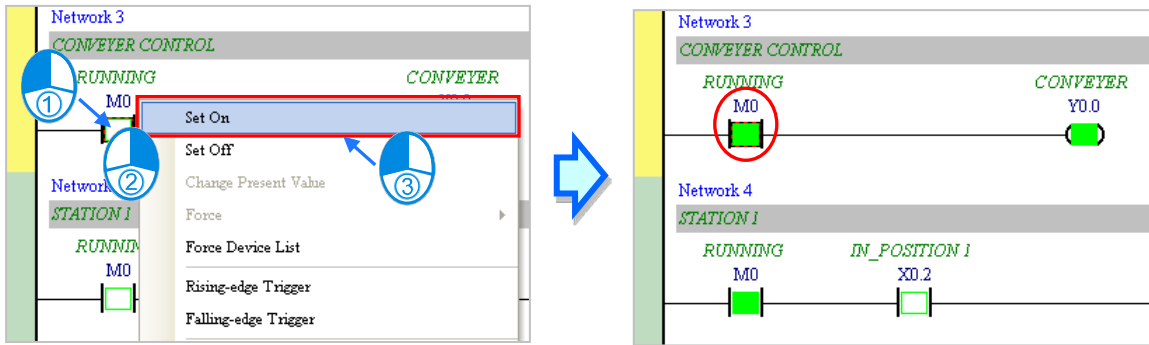 Network 3
CONVEYER CONTROL
RUNNING CONVEYER
M0
①
Set On
Set Off
②
③
Change Present Value
Network
STATION 1
Force
RUNNIN
Force Device List
M0
Rising-edge Trigger
Falling-edge Trigger
Network 3
CONVEYER CONTROL
RUNNING CONVEYER
M0 Y0.0
Network 4
STATION 1
RUNNING IN_POSITION 1
M0 X0.2